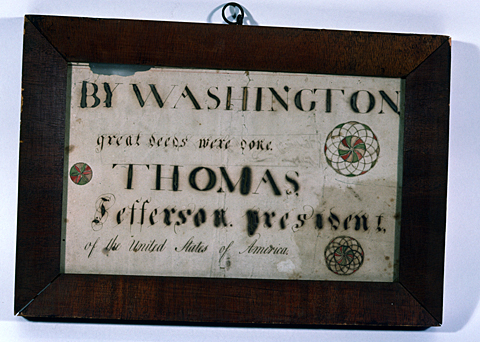 BY WASHINGTON
great deeds were done.
THOMAS
Jefferson. president.
of the United States of America.